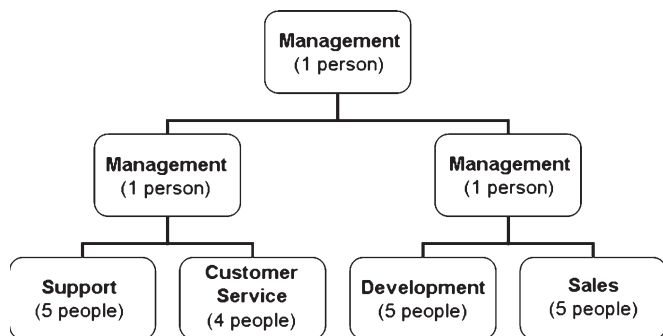 Management
(1 person)
Management
(1 person)
Management
(1 person)
Support
(5 people)
Customer
Service
(4 people)
Development
(5 people)
Sales
(5 people)